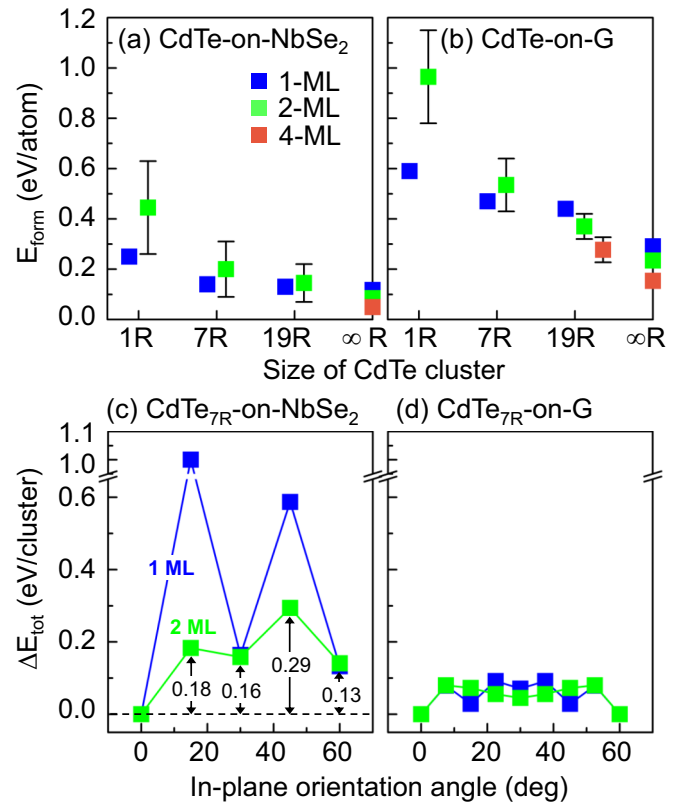 (a) CdTe-on-NbSe₂ (b) CdTe-on-G
1-ML
2-ML
4-ML
E_form (eV/atom)
1.2
1.0
0.8
0.6
0.4
0.2
0.0
1R 7R 19R ∞ R 1R 7R 19R ∞R
Size of CdTe cluster
(c) CdTe₇R-on-NbSe₂ (d) CdTe₇R-on-G
ΔE_tot (eV/cluster)
1.1
1.0
0.6
0.4
0.2
0.0
1 ML
2 ML
0.18
0.16
0.29
0.13
0 20 40 60 0 20 40 60
In-plane orientation angle (deg)